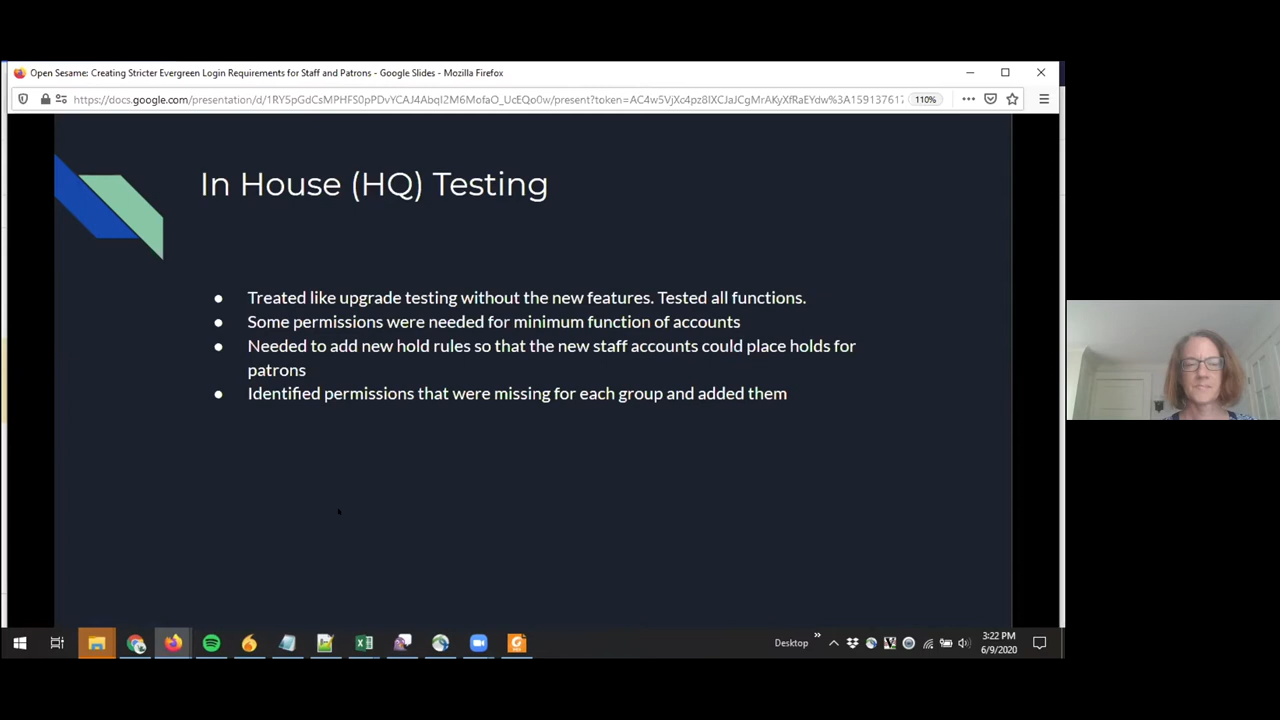 Open Sesame: Creating Stricter Evergreen Login Requirements for Staff and Patrons - Google Slides - Mozilla Firefox
110%
In House (HQ) Testing
● Treated like upgrade testing without the new features. Tested all functions.
● Some permissions were needed for minimum function of accounts
● Needed to add new hold rules so that the new staff accounts could place holds for
patrons
● Identified permissions that were missing for each group and added them
Desktop
3:22 PM
6/9/2020